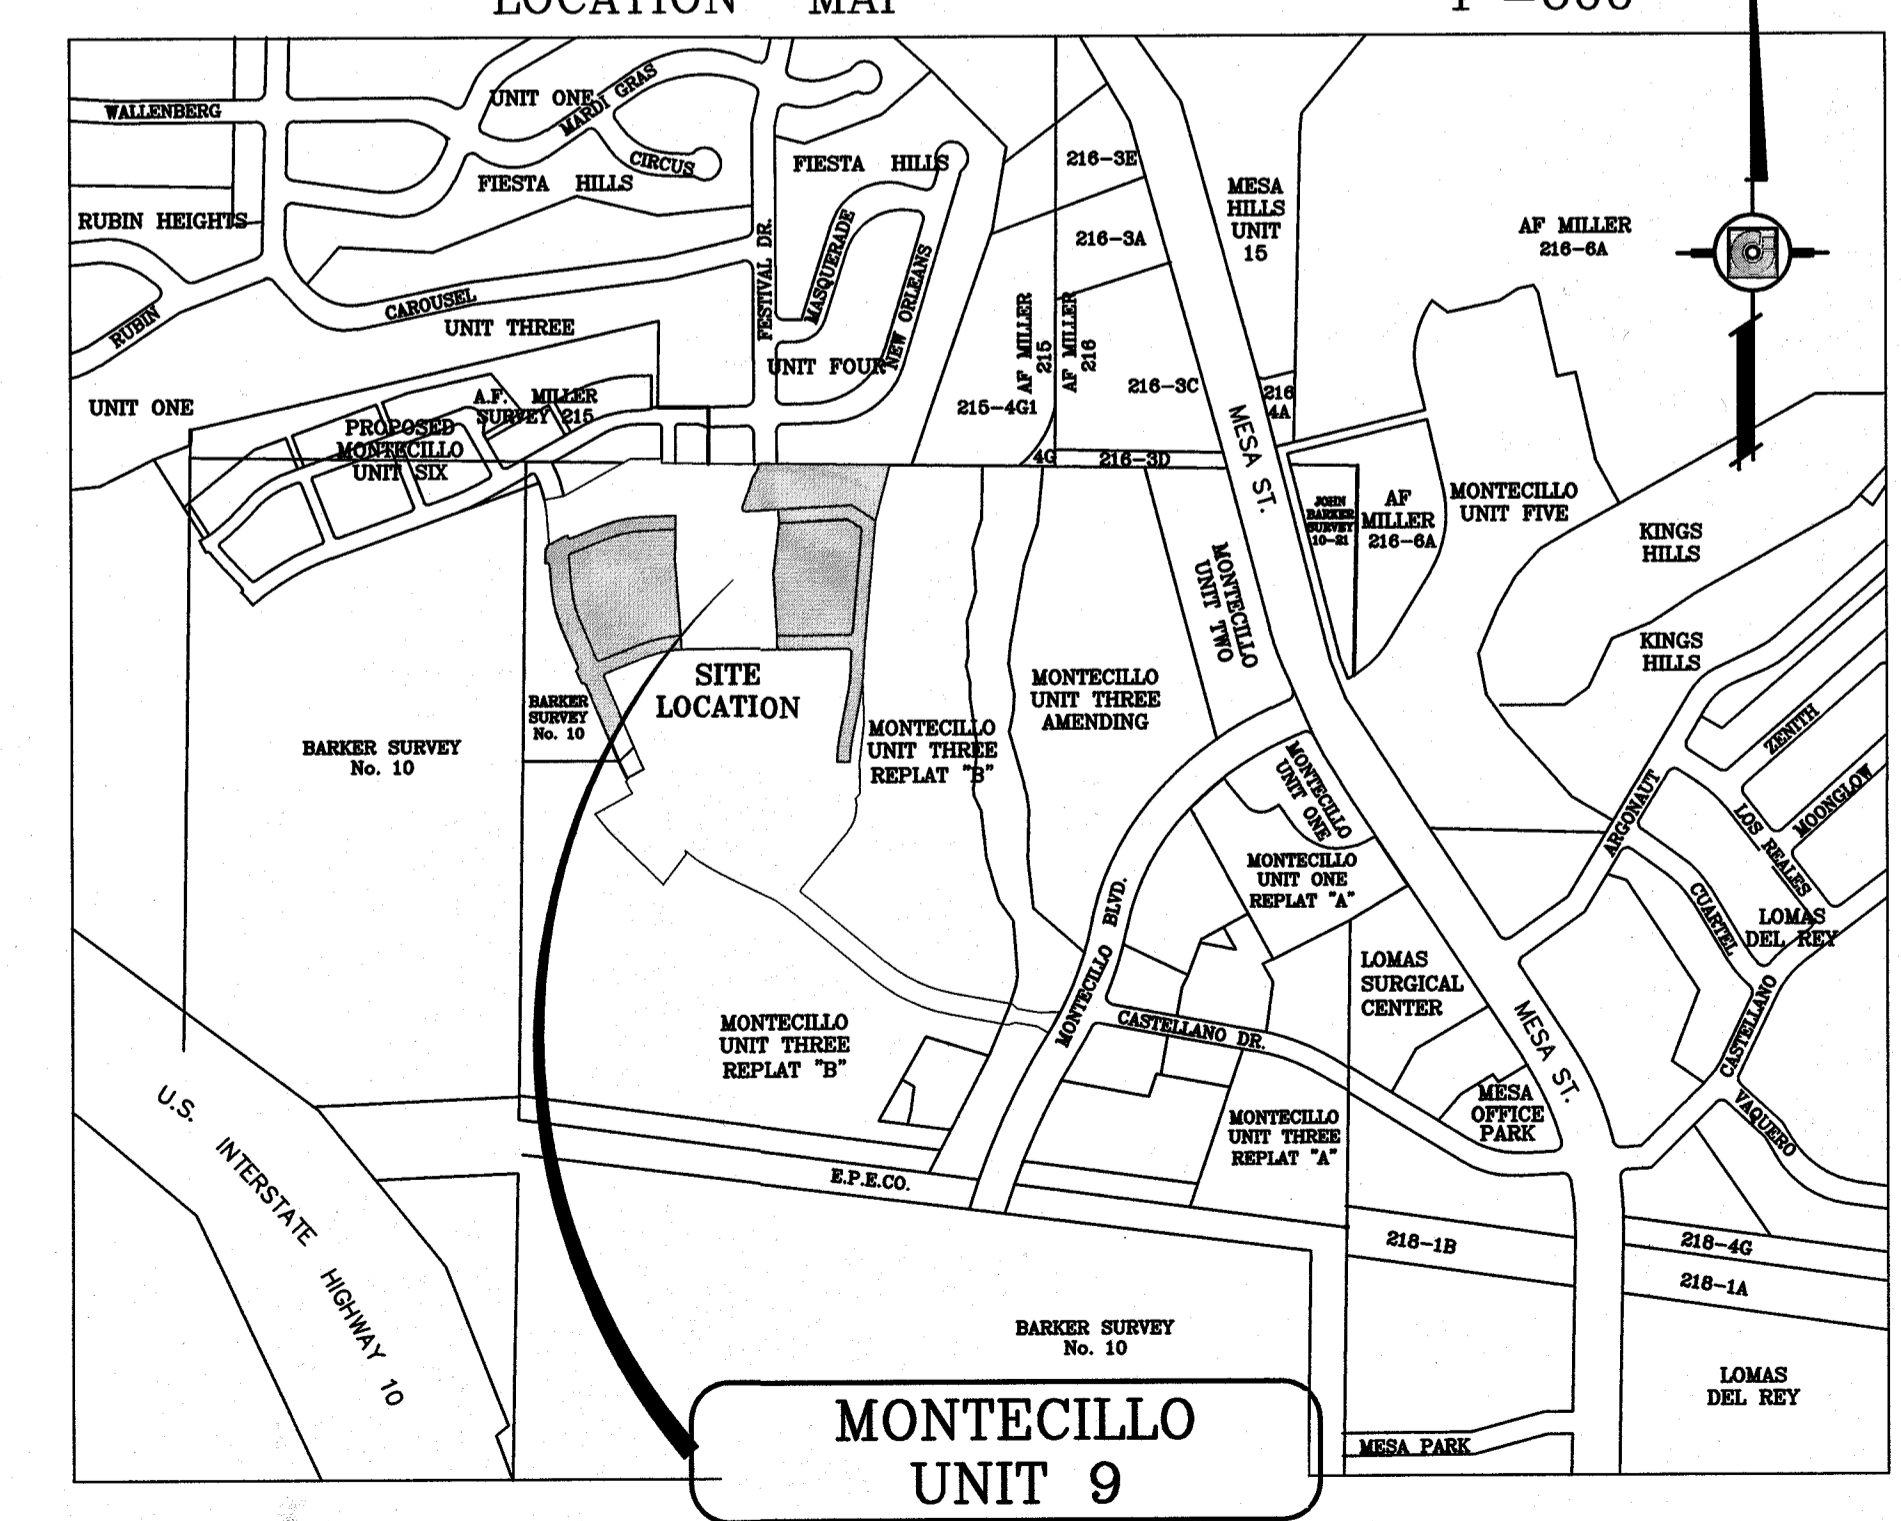 LOCATION MAP
WALLENBERG
UNIT ONE
MARDI GRAS
CIRCUS
FIESTA HILLS
FIESTA HILLS
RUBIN HEIGHTS
RUBIN
CAROUSEL
UNIT THREE
FESTIVAL DR.
MASQUERADE
NEW ORLEANS
UNIT FOUR
UNIT ONE
A.F. MILLER
SURVEY 215
PROPOSED
MONTECILLO
UNIT SIX
216-3E
216-3A
AF MILLER
215
AF MILLER
216
216-3C
215-4G1
4G
216-3D
MESA
HILLS
UNIT
15
216
4A
AF MILLER
216-6A
MESA ST.
JOHN
BARKER
SURVEY
10-21
AF
MILLER
216-6A
MONTECILLO
UNIT FIVE
KINGS
HILLS
KINGS
HILLS
MONTECILLO
UNIT TWO
SITE
LOCATION
BARKER
SURVEY
No. 10
BARKER SURVEY
No. 10
MONTECILLO
UNIT THREE
REPLAT "B"
MONTECILLO
UNIT THREE
AMENDING
MONTECILLO
UNIT ONE
MONTECILLO
UNIT ONE
REPLAT "A"
ZENITH
MOONGLOW
ARGONAUT
LOS REALES
CUARTEL
LOMAS
DEL REY
CASTELLANO
LOMAS
SURGICAL
CENTER
MONTECILLO BLVD.
CASTELLANO DR.
MESA ST.
MONTECILLO
UNIT THREE
REPLAT "B"
MESA
OFFICE
PARK
VAQUERO
MONTECILLO
UNIT THREE
REPLAT "A"
U.S. INTERSTATE HIGHWAY 10
E.P.E.CO.
218-1B
218-4G
218-1A
BARKER SURVEY
No. 10
LOMAS
DEL REY
MESA PARK
MONTECILLO
UNIT 9